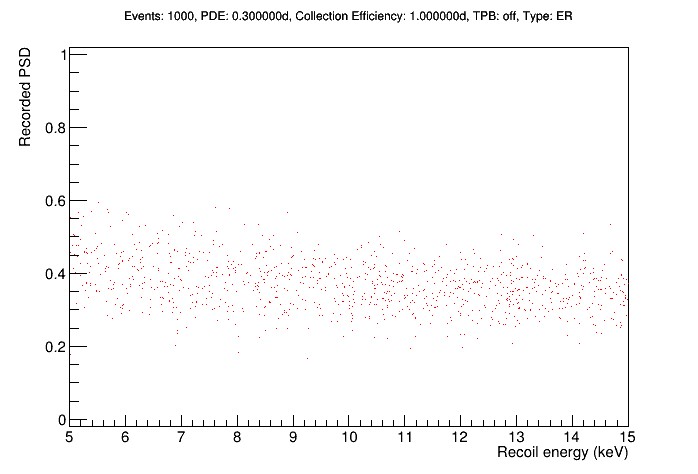 Events: 1000, PDE: 0.300000d, Collection Efficiency: 1.000000d, TPB: off, Type: ER
Recorded PSD
1
0.8
0.6
0.4
0.2
0
5 6 7 8 9 10 11 12 13 14 15
Recoil energy (keV)